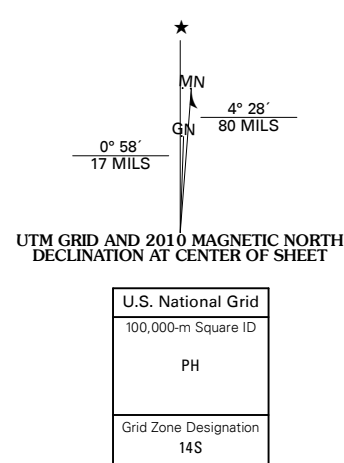 MN
4° 28´
80 MILS
GN
0° 58´
17 MILS
UTM GRID AND 2010 MAGNETIC NORTH
DECLINATION AT CENTER OF SHEET
U.S. National Grid
100,000-m Square ID
PH
Grid Zone Designation
14S